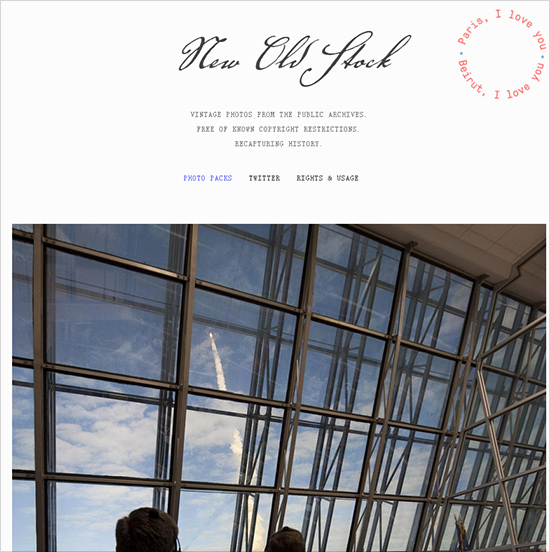 New Old Stock
Paris, I love you
Beirut, I love you
VINTAGE PHOTOS FROM THE PUBLIC ARCHIVES.
FREE OF KNOWN COPYRIGHT RESTRICTIONS.
RECAPTURING HISTORY.
PHOTO PACKS TWITTER RIGHTS & USAGE